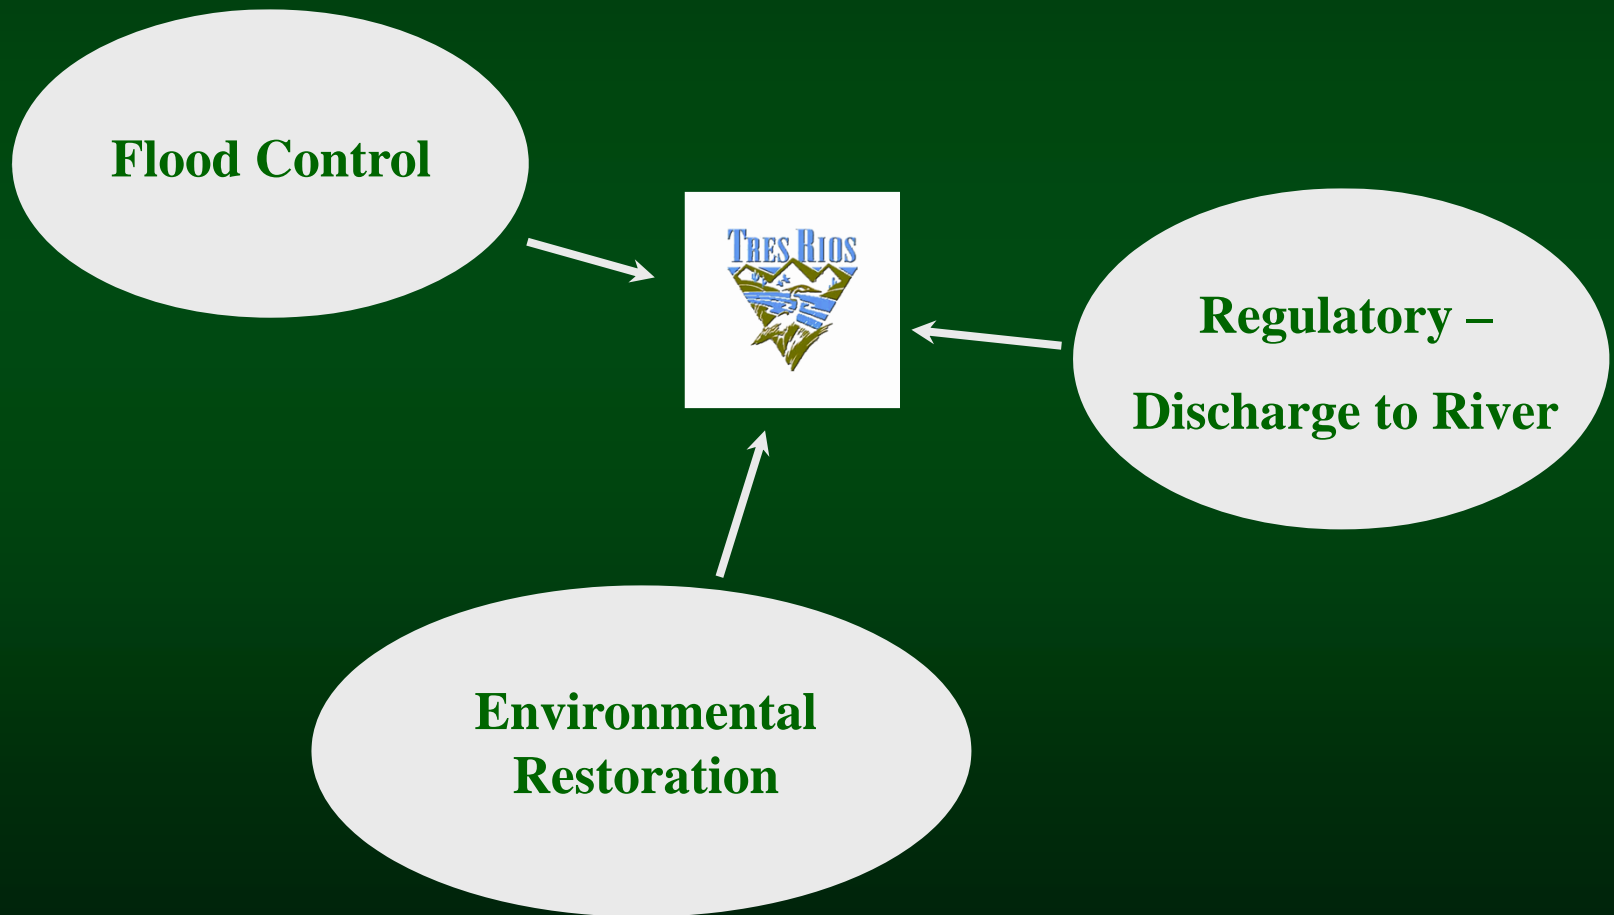 Flood Control
TRES RIOS
Regulatory –
Discharge to River
Environmental
Restoration